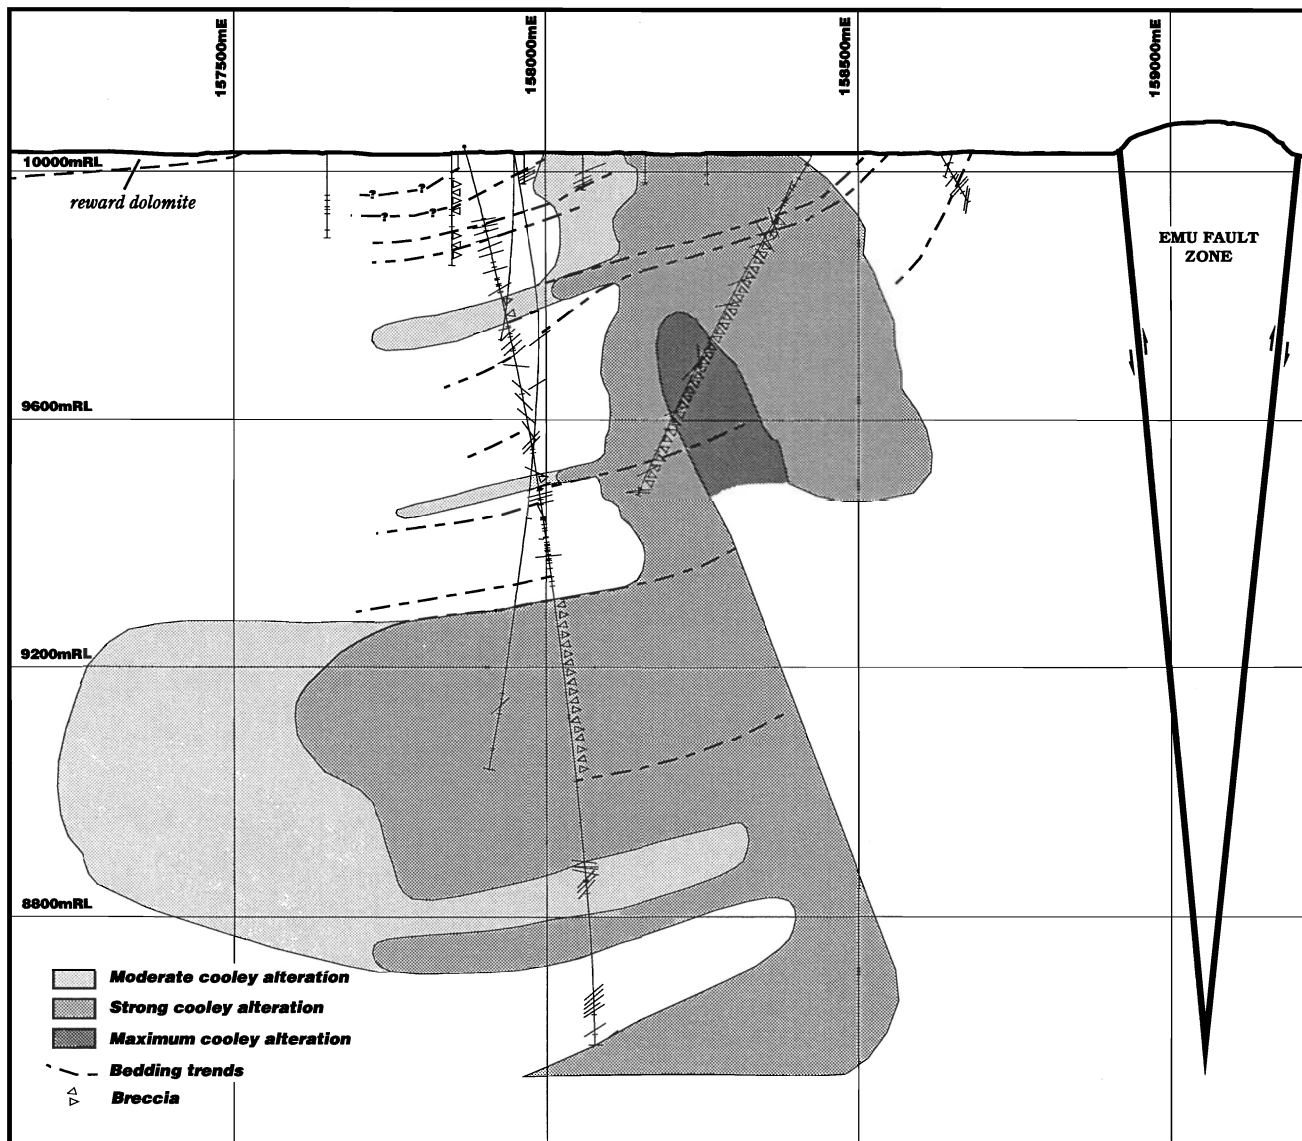 157500mE
158000mE
158500mE
159000mE
10000mRL
reward dolomite
?
?
?
?
EMU FAULT
ZONE
9600mRL
9200mRL
8800mRL
Moderate cooley alteration
Strong cooley alteration
Maximum cooley alteration
Bedding trends
Breccia